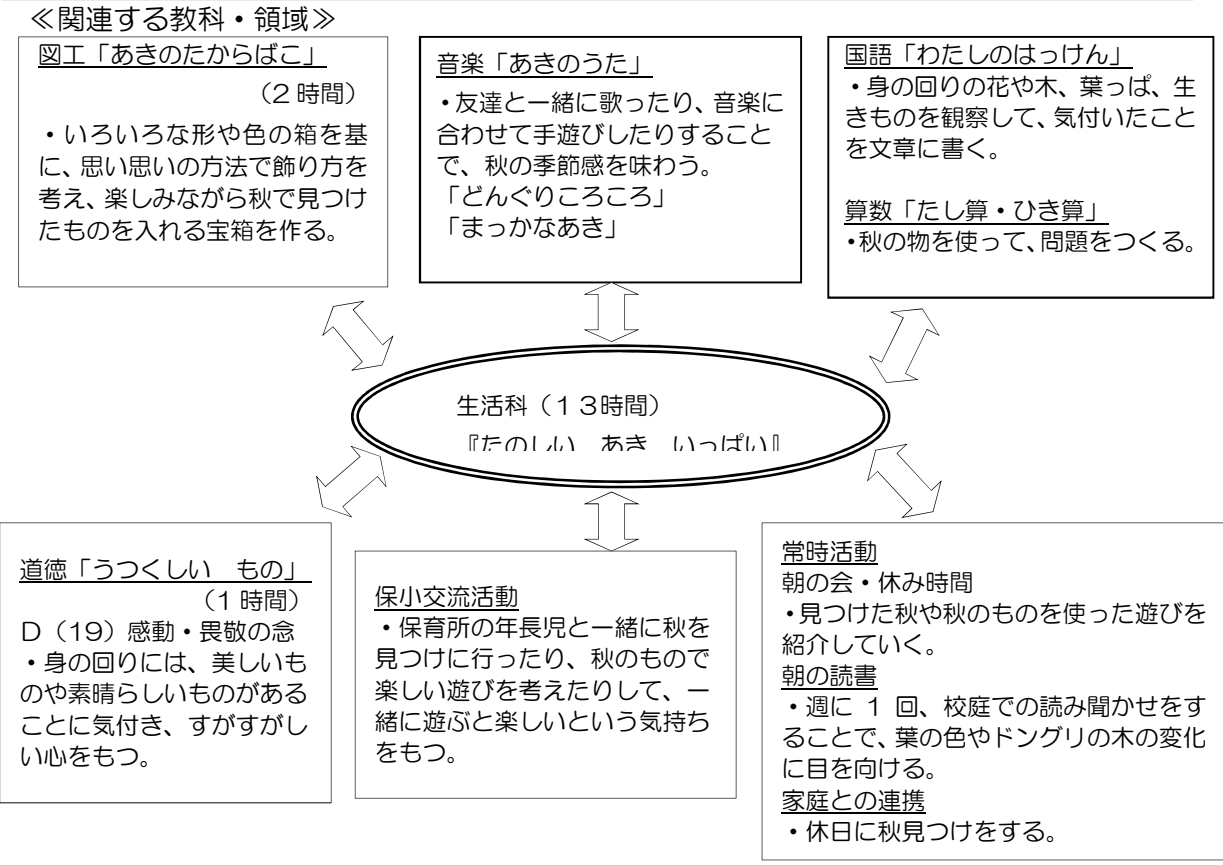 ≪関連する教科・領域≫
図工「あきのたからばこ」
（2時間）
・いろいろな形や色の箱を基
に、思い思いの方法で飾り方を
考え、楽しみながら秋で見つけ
たものを入れる宝箱を作る。
音楽「あきのうた」
・友達と一緒に歌ったり、音楽に
合わせて手遊びしたりすること
で、秋の季節感を味わう。
「どんぐりころころ」
「まっかなあき」
国語「わたしのはっけん」
・身の回りの花や木、葉っぱ、生
きものを観察して、気付いたこと
を文章に書く。
算数「たし算・ひき算」
・秋の物を使って、問題をつくる。
生活科（１３時間）
『たのしい　あき　いっぱい』
道徳「うつくしい　もの」
（1時間）
D（19）感動・畏敬の念
・身の回りには、美しいも
のや素晴らしいものがある
ことに気付き、すがすがし
い心をもつ。
保小交流活動
・保育所の年長児と一緒に秋を
見つけに行ったり、秋のもので
楽しい遊びを考えたりして、一
緒に遊ぶと楽しいという気持ち
をもつ。
常時活動
朝の会・休み時間
・見つけた秋や秋のものを使った遊びを
紹介していく。
朝の読書
・週に 1 回、校庭での読み聞かせをす
ることで、葉の色やドングリの木の変化
に目を向ける。
家庭との連携
・休日に秋見つけをする。